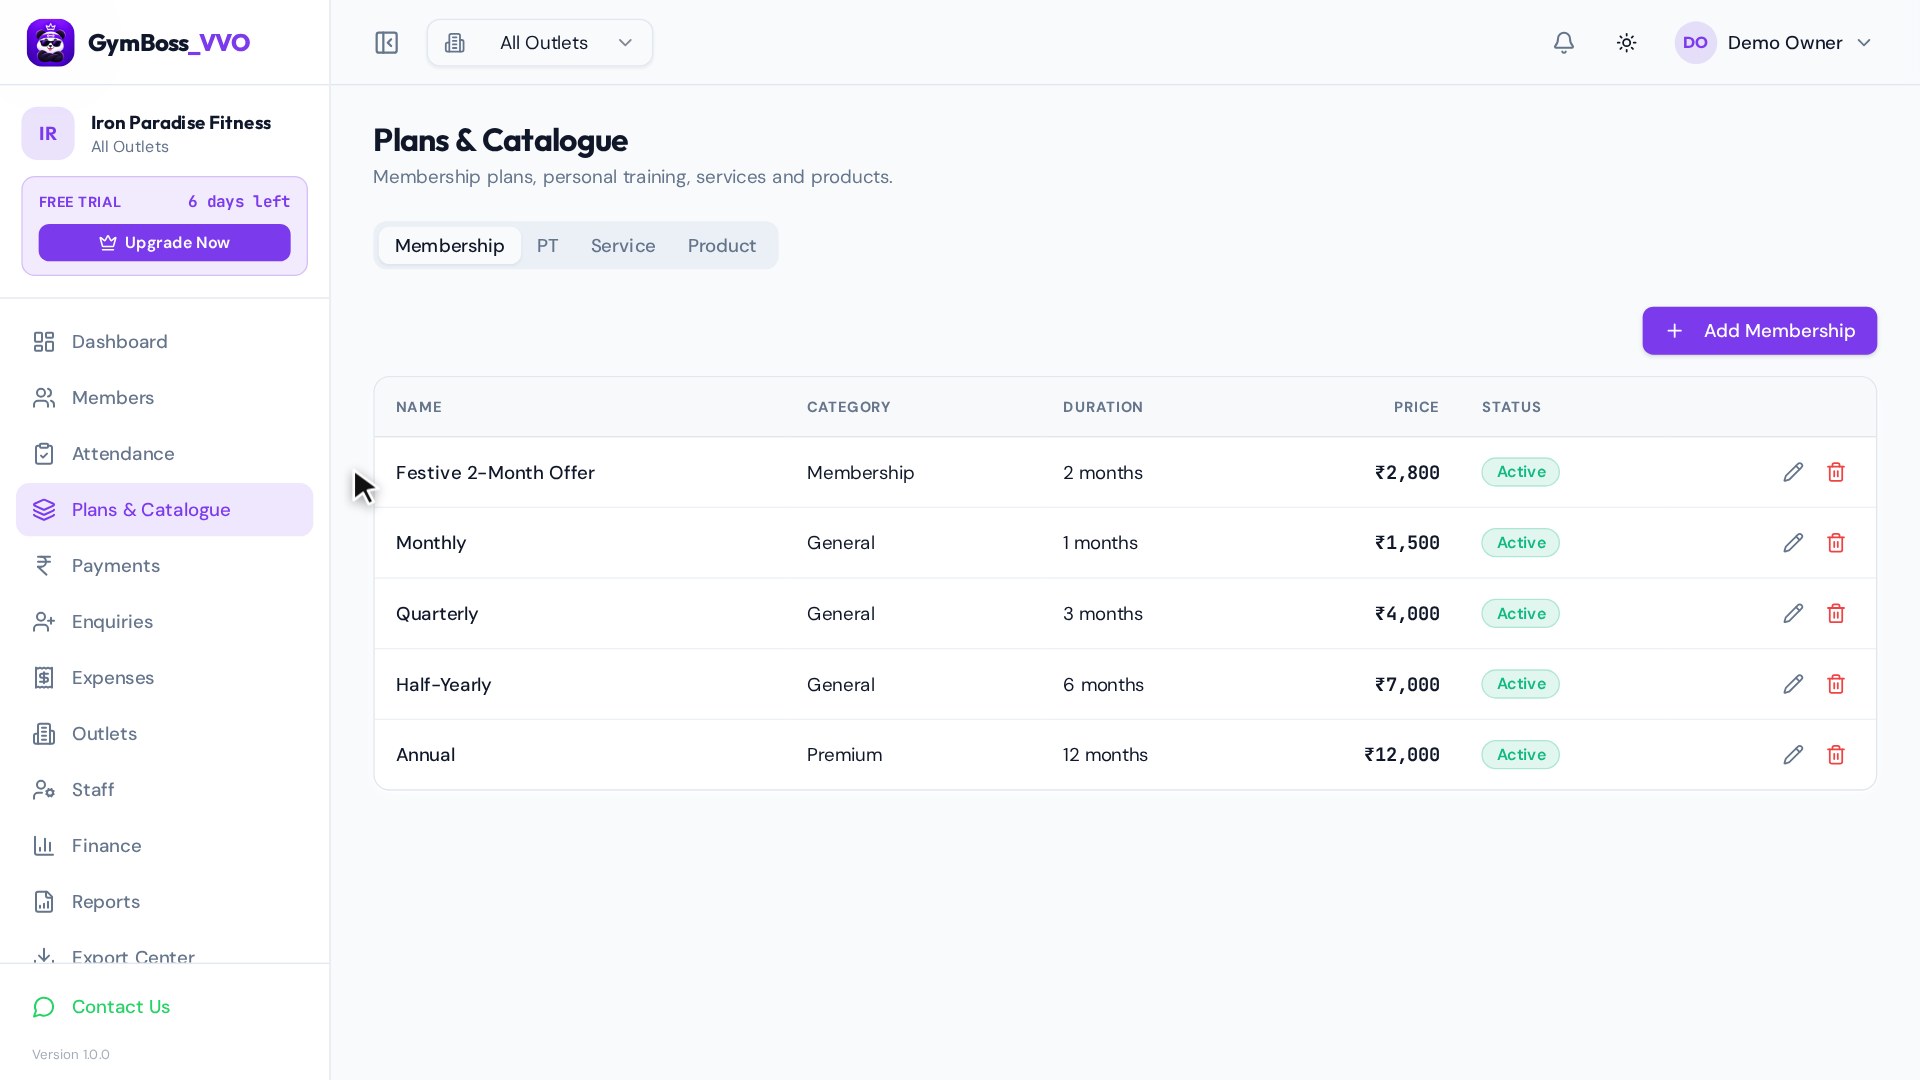 GymBoss_VVO
All Outlets
DO Demo Owner
IR
Iron Paradise Fitness
All Outlets
FREE TRIAL 6 days left
Upgrade Now
Dashboard
Members
Attendance
Plans & Catalogue
Payments
Enquiries
Expenses
Outlets
Staff
Finance
Reports
Export Center
Contact Us
Version 1.0.0
Plans & Catalogue
Membership plans, personal training, services and products.
Membership PT Service Product
Add Membership
NAME CATEGORY DURATION PRICE STATUS
Festive 2-Month Offer Membership 2 months ₹2,800 Active
Monthly General 1 months ₹1,500 Active
Quarterly General 3 months ₹4,000 Active
Half-Yearly General 6 months ₹7,000 Active
Annual Premium 12 months ₹12,000 Active